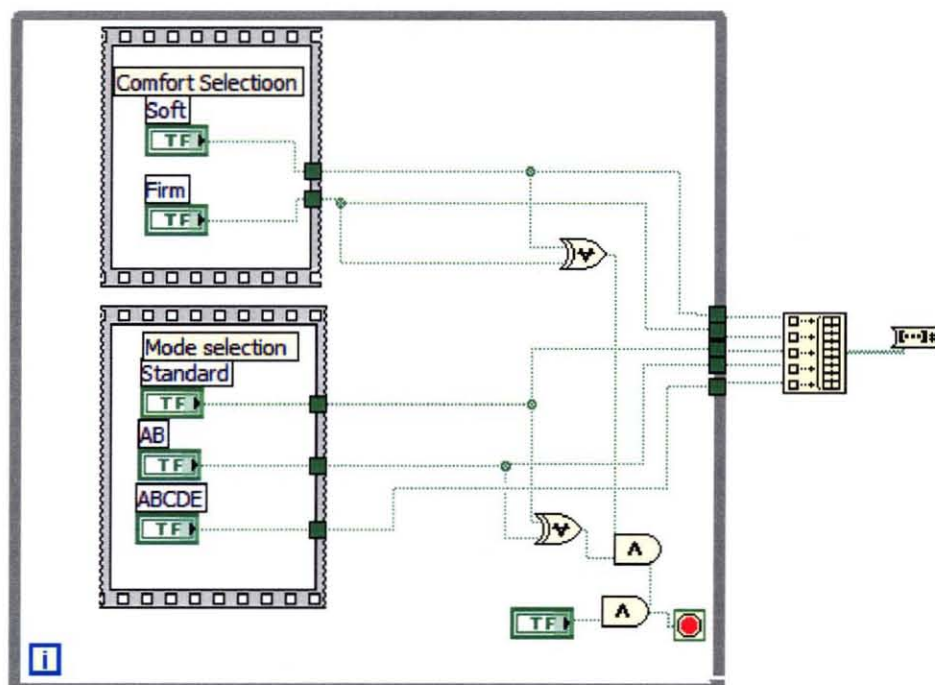 Comfort Selectioon
Soft
TF
Firm
TF
Mode selection
Standard
TF
AB
TF
ABCDE
TF
TF
i